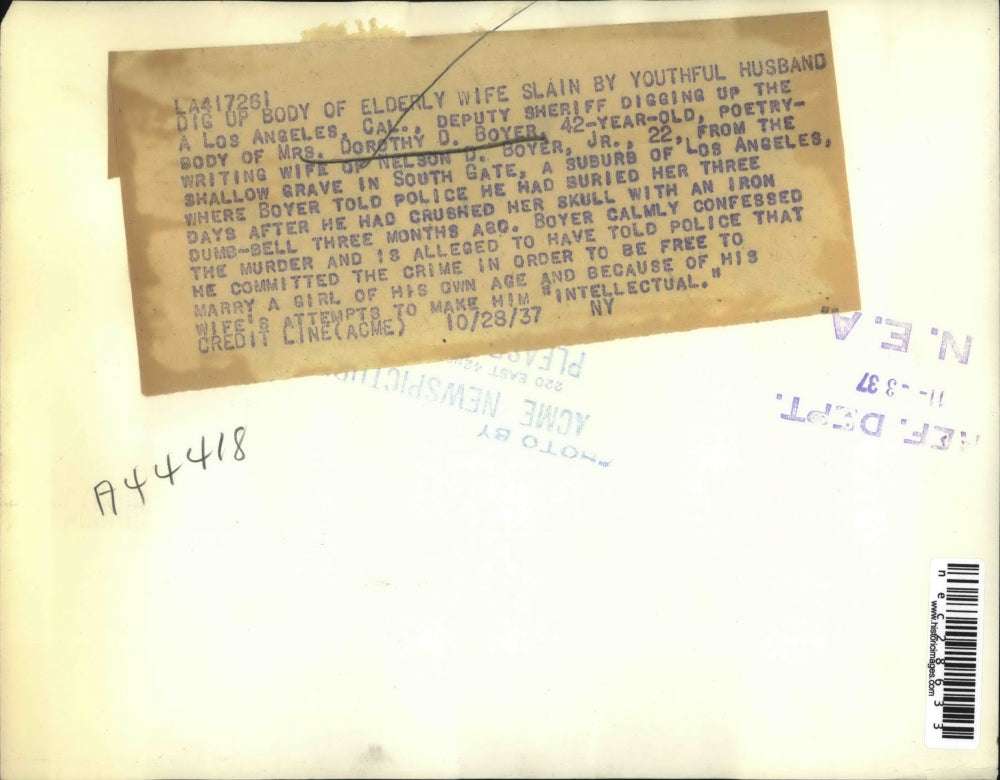 LA417261
DIG UP BODY OF ELDERLY WIFE SLAIN BY YOUTHFUL HUSBAND
A LOS ANGELES, CAL., DEPUTY SHERIFF DIGGING UP THE
BODY OF MRS. DOROTHY D. BOYER, 42-YEAR-OLD, POETRY-
WRITING WIFE OF NELSON D. BOYER, JR., 22, FROM THE
SHALLOW GRAVE IN SOUTH GATE, A SUBURB OF LOS ANGELES,
WHERE BOYER TOLD POLICE HE HAD BURIED HER THREE
DAYS AFTER HE HAD CRUSHED HER SKULL WITH AN IRON
DUMB-BELL THREE MONTHS AGO. BOYER CALMLY CONFESSED
THE MURDER AND IS ALLEGED TO HAVE TOLD POLICE THAT
HE COMMITTED THE CRIME IN ORDER TO BE FREE TO
MARRY A GIRL OF HIS OWN AGE AND BECAUSE OF HIS
WIFE'S ATTEMPTS TO MAKE HIM "INTELLECTUAL."
CREDIT LINE(ACME) 10/28/37 NY
N.E.A.
11--337
REF. DEPT.
PLEASE
220 EAST 42ND
ACME NEWSPICTU
PHOTO BY
A44418
nec28633
www.historicimages.com